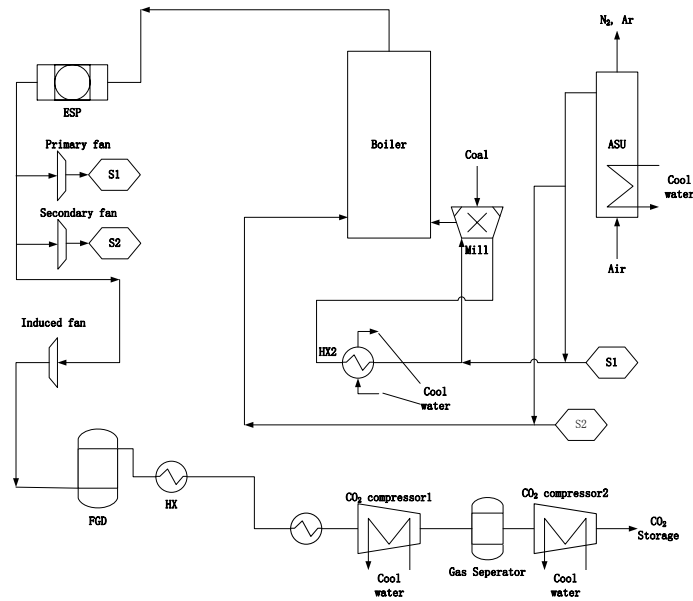 N₂, Ar
ESP
Boiler
ASU
Primary fan
S1
Coal
Cool
water
Secondary fan
S2
Mill
Air
Induced fan
HX2
S1
Cool
water
S2
FGD
HX
CO₂ compressor1
CO₂ compressor2
CO₂
Storage
Gas Seperator
Cool
water
Cool
water